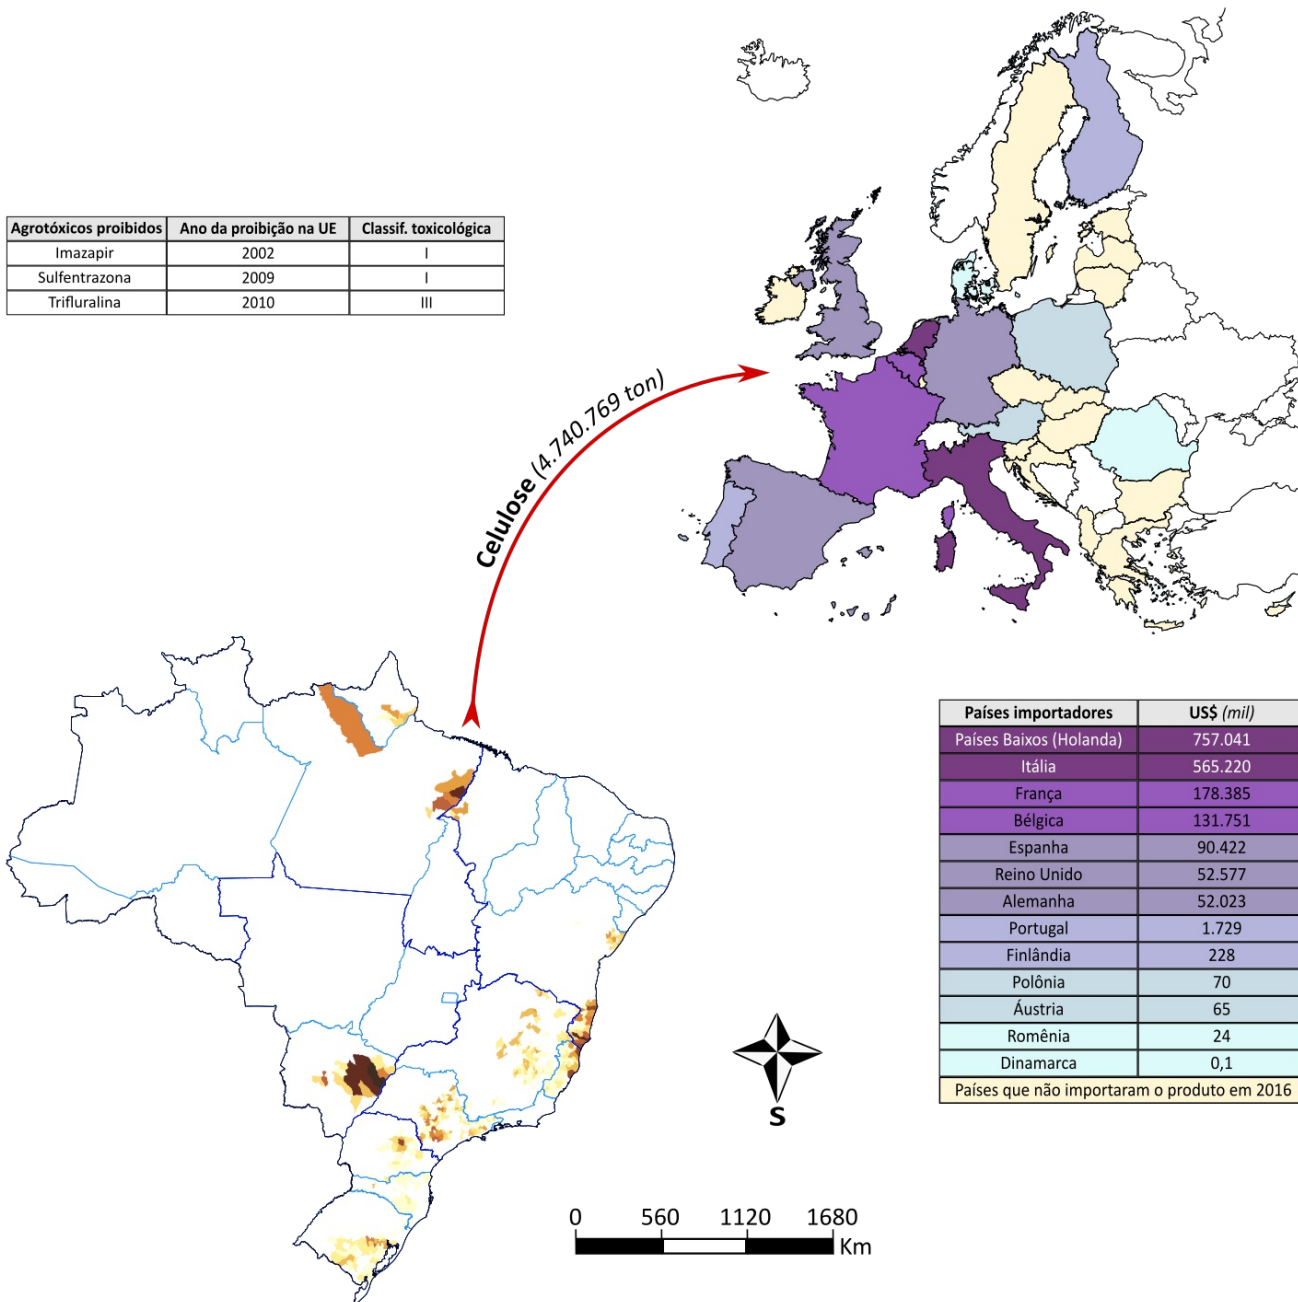 Agrotóxicos proibidos Ano da proibição na UE Classif. toxicológica
Imazapir 2002 I
Sulfentrazona 2009 I
Trifluralina 2010 III
Celulose (4.740.769 ton)
Países importadores US$ (mil)
Países Baixos (Holanda) 757.041
Itália 565.220
França 178.385
Bélgica 131.751
Espanha 90.422
Reino Unido 52.577
Alemanha 52.023
Portugal 1.729
Finlândia 228
Polônia 70
Áustria 65
Romênia 24
Dinamarca 0,1
Países que não importaram o produto em 2016
S
0 560 1120 1680
Km